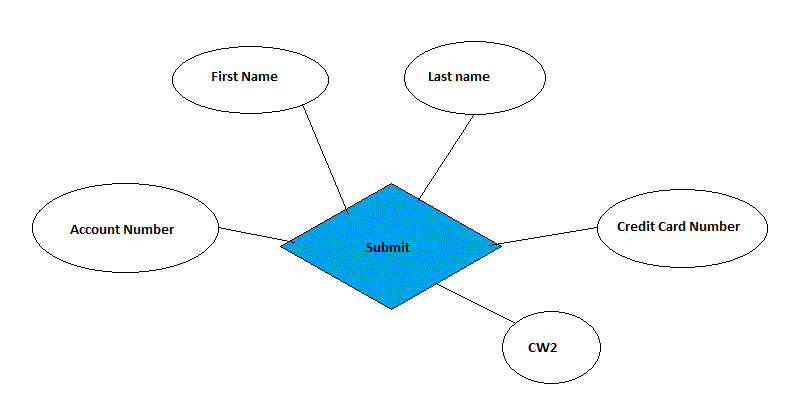 First Name
Last name
Account Number
Credit Card Number
Submit
CW2